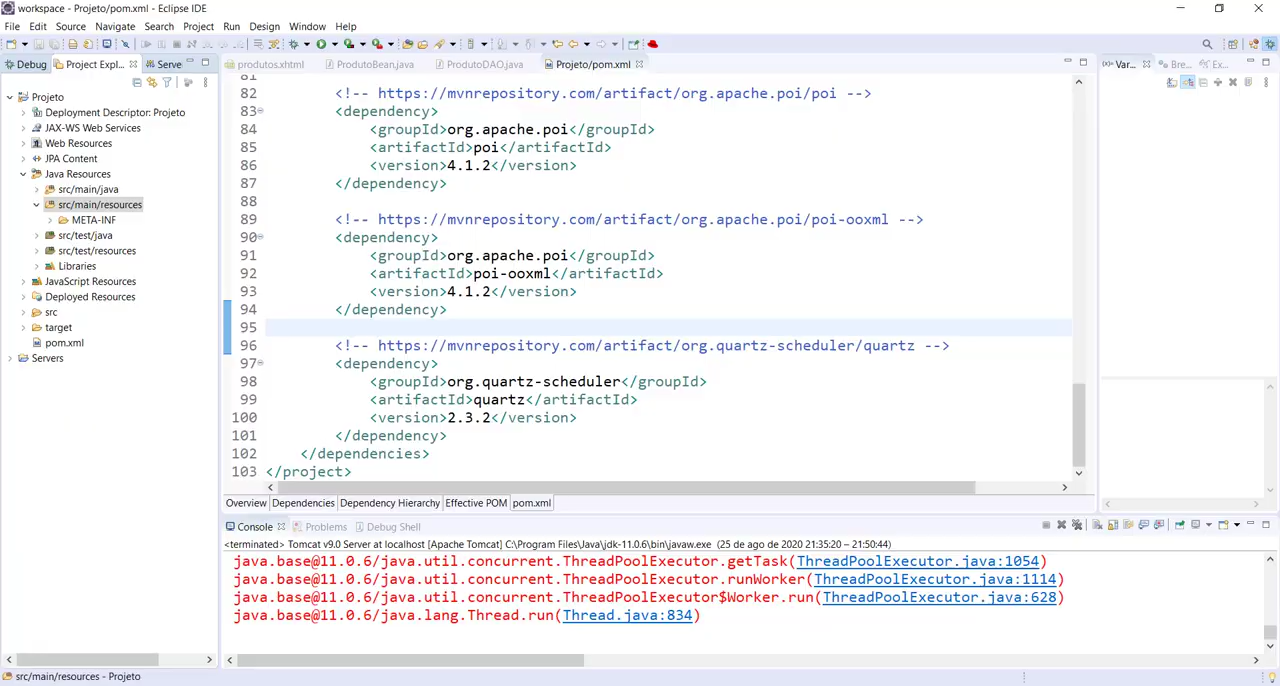 workspace - Projeto/pom.xml - Eclipse IDE
File Edit Source Navigate Search Project Run Design Window Help
Debug Project Expl... Serve
produtos.xhtml ProdutoBean.java ProdutoDAO.java Projeto/pom.xml
Var... Bre... Ex...
Projeto
Deployment Descriptor: Projeto
JAX-WS Web Services
Web Resources
JPA Content
Java Resources
src/main/java
src/main/resources
META-INF
src/test/java
src/test/resources
Libraries
JavaScript Resources
Deployed Resources
src
target
pom.xml
Servers
81
82 <!-- https://mvnrepository.com/artifact/org.apache.poi/poi -->
83 <dependency>
84 <groupId>org.apache.poi</groupId>
85 <artifactId>poi</artifactId>
86 <version>4.1.2</version>
87 </dependency>
88
89 <!-- https://mvnrepository.com/artifact/org.apache.poi/poi-ooxml -->
90 <dependency>
91 <groupId>org.apache.poi</groupId>
92 <artifactId>poi-ooxml</artifactId>
93 <version>4.1.2</version>
94 </dependency>
95
96 <!-- https://mvnrepository.com/artifact/org.quartz-scheduler/quartz -->
97 <dependency>
98 <groupId>org.quartz-scheduler</groupId>
99 <artifactId>quartz</artifactId>
100 <version>2.3.2</version>
101 </dependency>
102 </dependencies>
103 </project>
Overview Dependencies Dependency Hierarchy Effective POM pom.xml
Console Problems Debug Shell
<terminated> Tomcat v9.0 Server at localhost [Apache Tomcat] C:\Program Files\Java\jdk-11.0.6\bin\javaw.exe (25 de ago de 2020 21:35:20 – 21:50:44)
java.base@11.0.6/java.util.concurrent.ThreadPoolExecutor.getTask(ThreadPoolExecutor.java:1054)
java.base@11.0.6/java.util.concurrent.ThreadPoolExecutor.runWorker(ThreadPoolExecutor.java:1114)
java.base@11.0.6/java.util.concurrent.ThreadPoolExecutor$Worker.run(ThreadPoolExecutor.java:628)
java.base@11.0.6/java.lang.Thread.run(Thread.java:834)
src/main/resources - Projeto